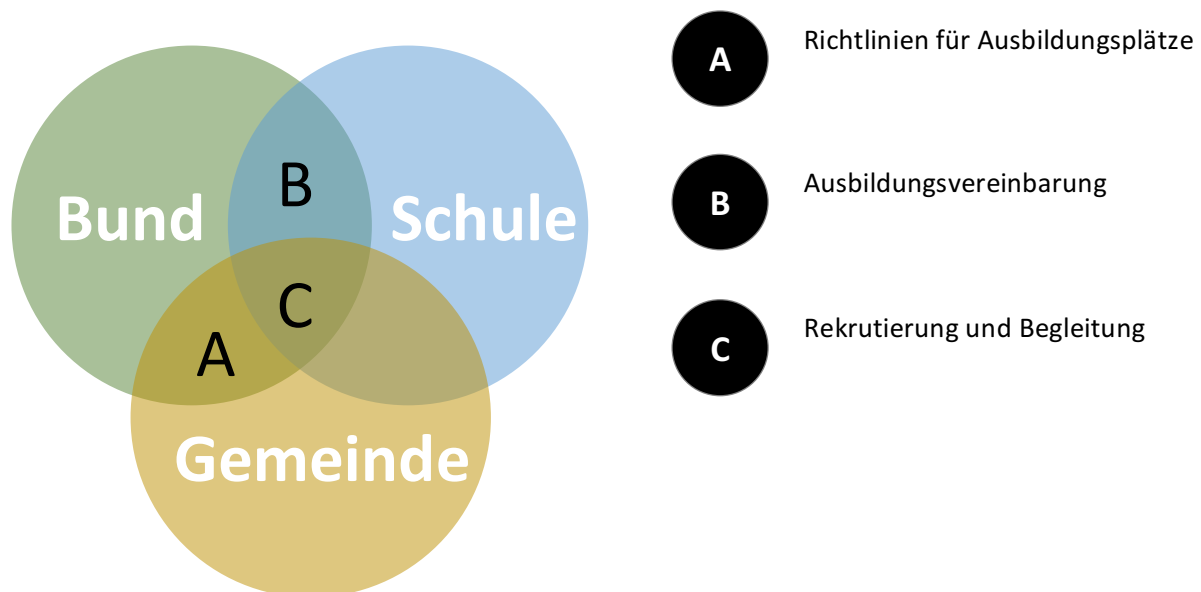 Bund
Schule
Gemeinde
B
C
A
A
Richtlinien für Ausbildungsplätze
B
Ausbildungsvereinbarung
C
Rekrutierung und Begleitung